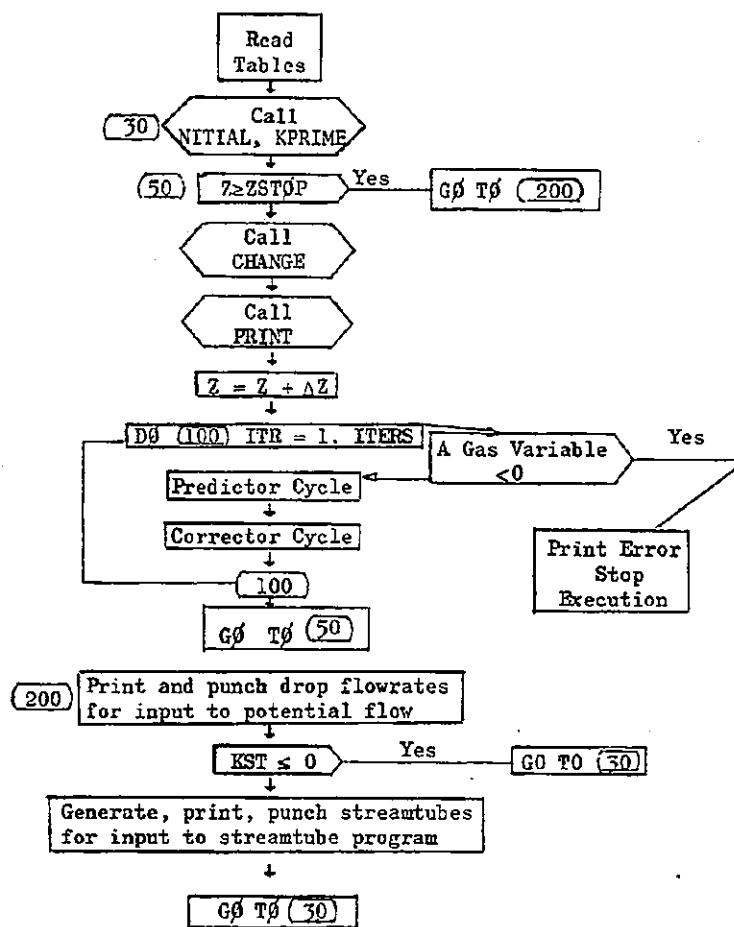 Read
Tables
30
Call
NITIAL, KPRIME
50
Z≥ZSTØP
Yes
GØ TØ 200
Call
CHANGE
Call
PRINT
Z = Z + ΔZ
DØ 100 ITR = 1. ITERS
A Gas Variable
<0
Yes
Predictor Cycle
Corrector Cycle
Print Error
Stop
Execution
100
GØ TØ 50
200
Print and punch drop flowrates
for input to potential flow
KST ≤ 0
Yes
GO TO 30
Generate, print, punch streamtubes
for input to streamtube program
GØ TØ 30